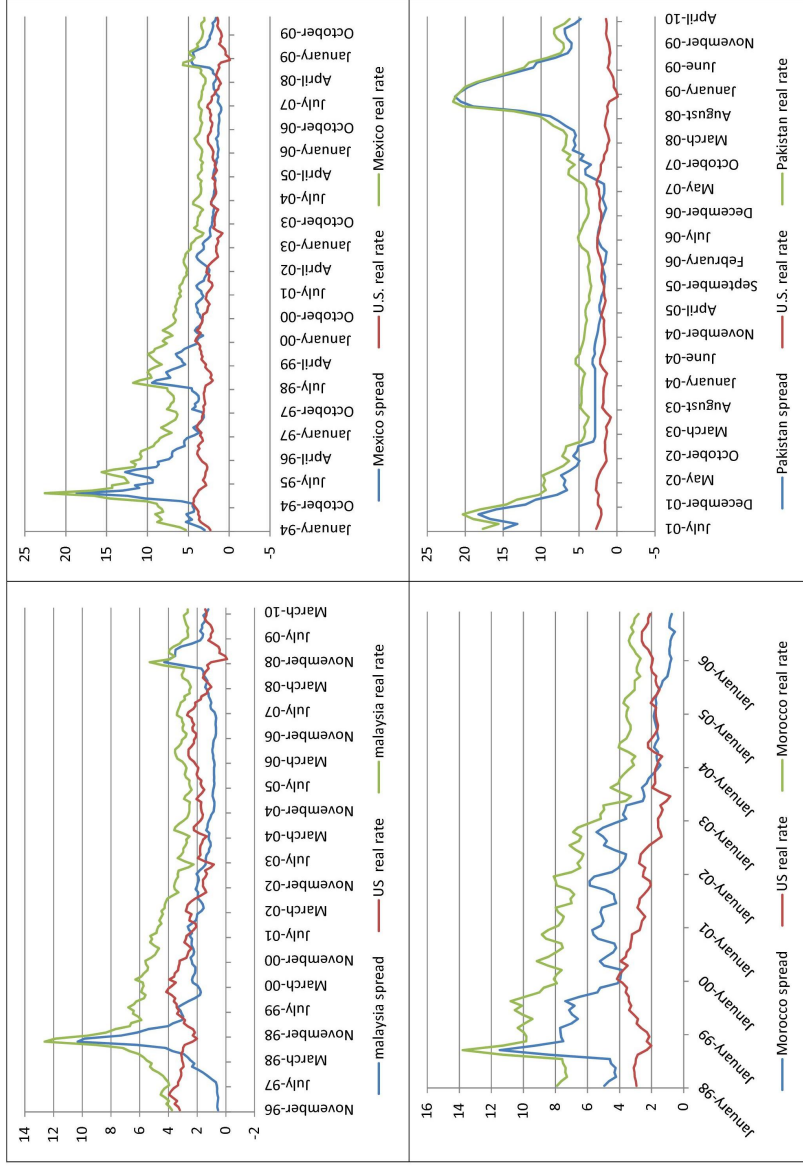 14
12
10
8
6
4
2
0
-2
November-96
July-97
March-98
November-98
July-99
March-00
November-00
July-01
March-02
November-02
July-03
March-04
November-04
July-05
March-06
November-06
July-07
March-08
November-08
July-09
March-10
malaysia spread
US real rate
malaysia real rate
25
20
15
10
5
0
-5
January-94
October-94
July-95
April-96
January-97
October-97
July-98
April-99
January-00
October-00
July-01
April-02
January-03
October-03
July-04
April-05
January-06
October-06
July-07
April-08
January-09
October-09
Mexico spread
U.S. real rate
Mexico real rate
16
14
12
10
8
6
4
2
0
January-98
January-99
January-00
January-01
January-02
January-03
January-04
January-05
January-06
Morocco spread
US real rate
Morocco real rate
25
20
15
10
5
0
-5
July-01
December-01
May-02
October-02
March-03
August-03
January-04
June-04
November-04
April-05
September-05
February-06
July-06
December-06
May-07
October-07
March-08
August-08
January-09
June-09
November-09
April-10
Pakistan spread
U.S. real rate
Pakistan real rate